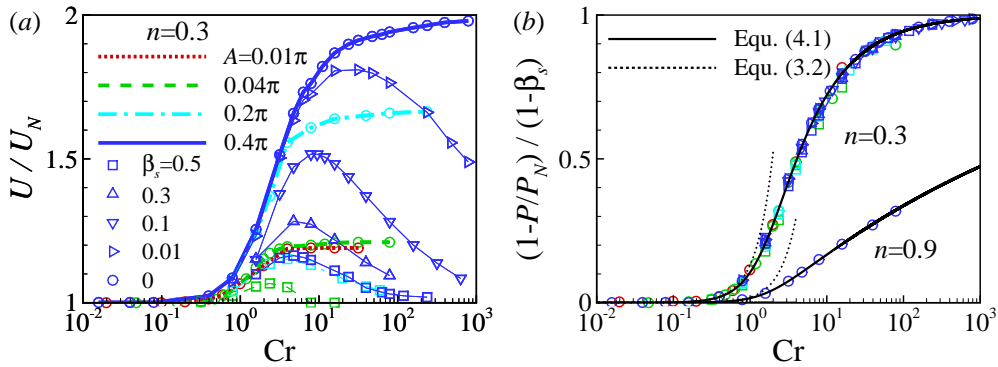 (a)
n=0.3
A=0.01π
0.04π
0.2π
0.4π
βs=0.5
0.3
0.1
0.01
0
U / U_N
2
1.5
1
10^-2 10^-1 10^0 10^1 10^2 10^3
Cr
(b)
Equ. (4.1)
Equ. (3.2)
n=0.3
n=0.9
(1-P/P_N) / (1-β_s)
1
0.5
0
10^-2 10^-1 10^0 10^1 10^2 10^3
Cr